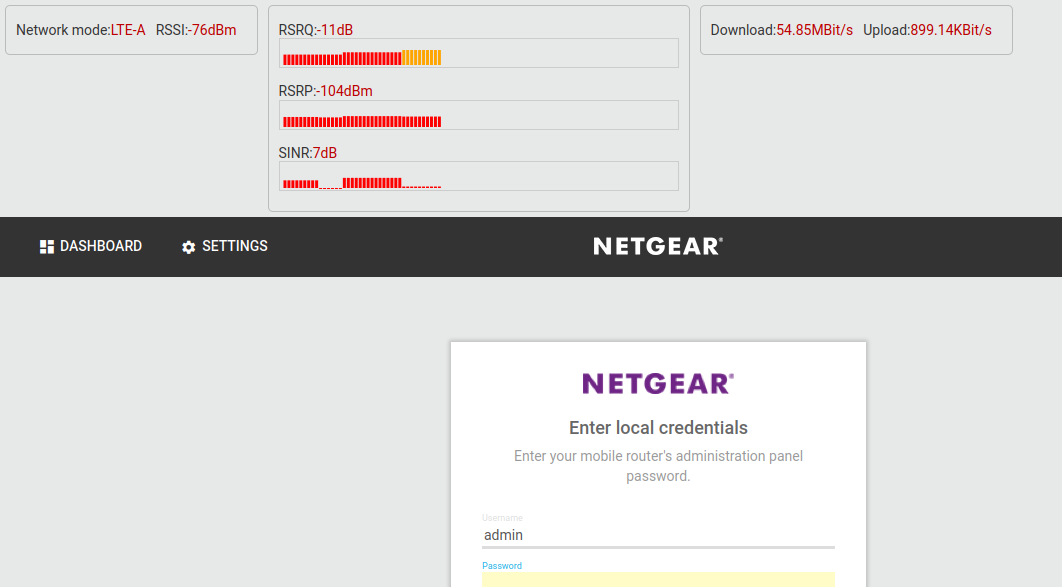 Network mode:LTE-A RSSI:-76dBm
RSRQ:-11dB
RSRP:-104dBm
SINR:7dB
Download:54.85MBit/s Upload:899.14KBit/s
DASHBOARD SETTINGS NETGEAR®
NETGEAR®
Enter local credentials
Enter your mobile router's administration panel
password.
Username
admin
Password